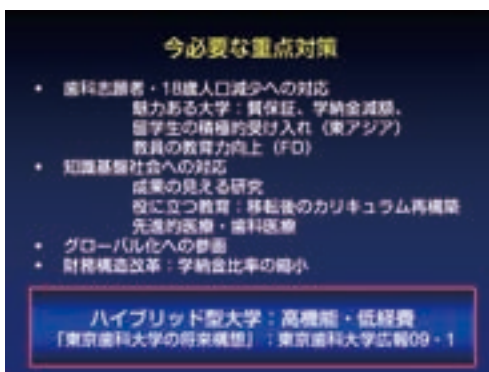 今必要な重点対策
• 歯科志願者・18歳人口減少への対応
魅力ある大学：質保証、学納金減額、
留学生の積極的受け入れ（東アジア）
教員の教育力向上（FD）
• 知識基盤社会への対応
成果の見える研究
役に立つ教育：移転後のカリキュラム再構築
先進的医療・歯科医療
• グローバル化への参画
• 財務構造改革：学納金比率の縮小
ハイブリッド型大学：高機能・低経費
「東京歯科大学の将来構想」：東京歯科大学広報09・1